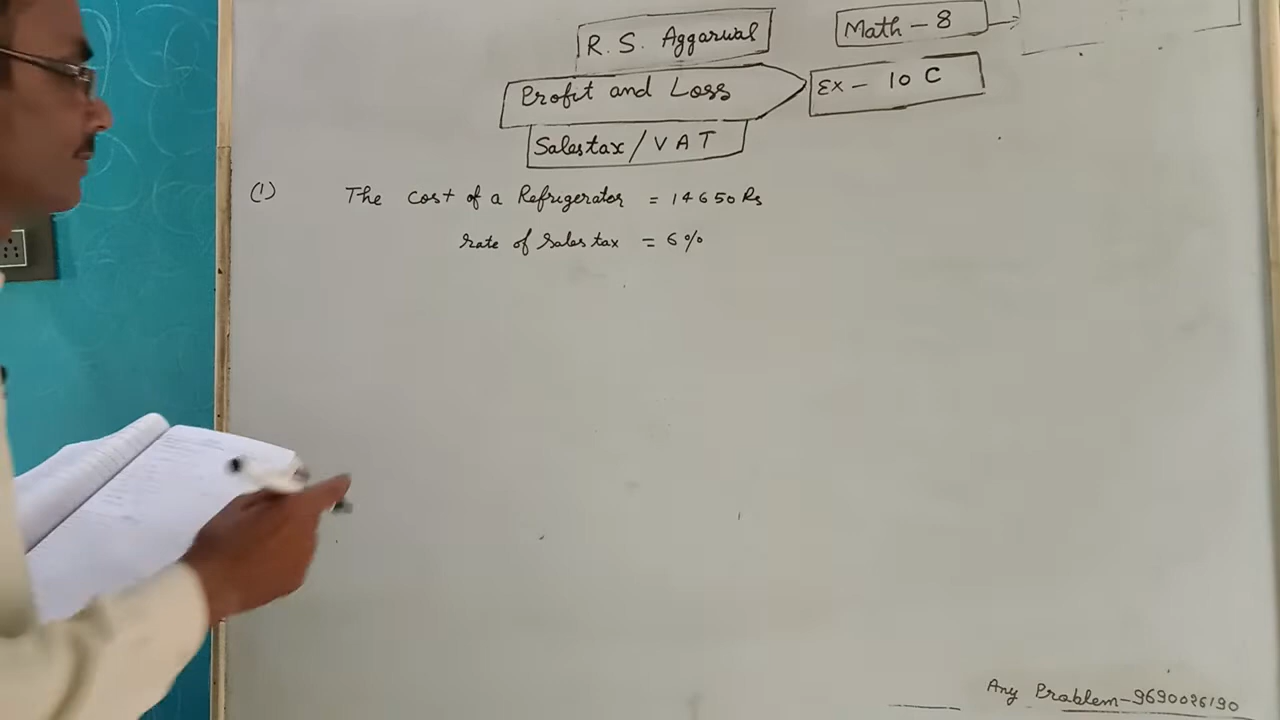 R. S. Aggarwal
Math - 8
Profit and Loss
Ex - 10 C
Sales tax / VAT
(1) The cost of a Refrigerator = 14650 Rs
rate of Sales tax = 6%
Any Problem-9690026190